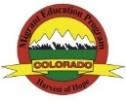 Migrant Education Program
COLORADO
Harvest of Hope